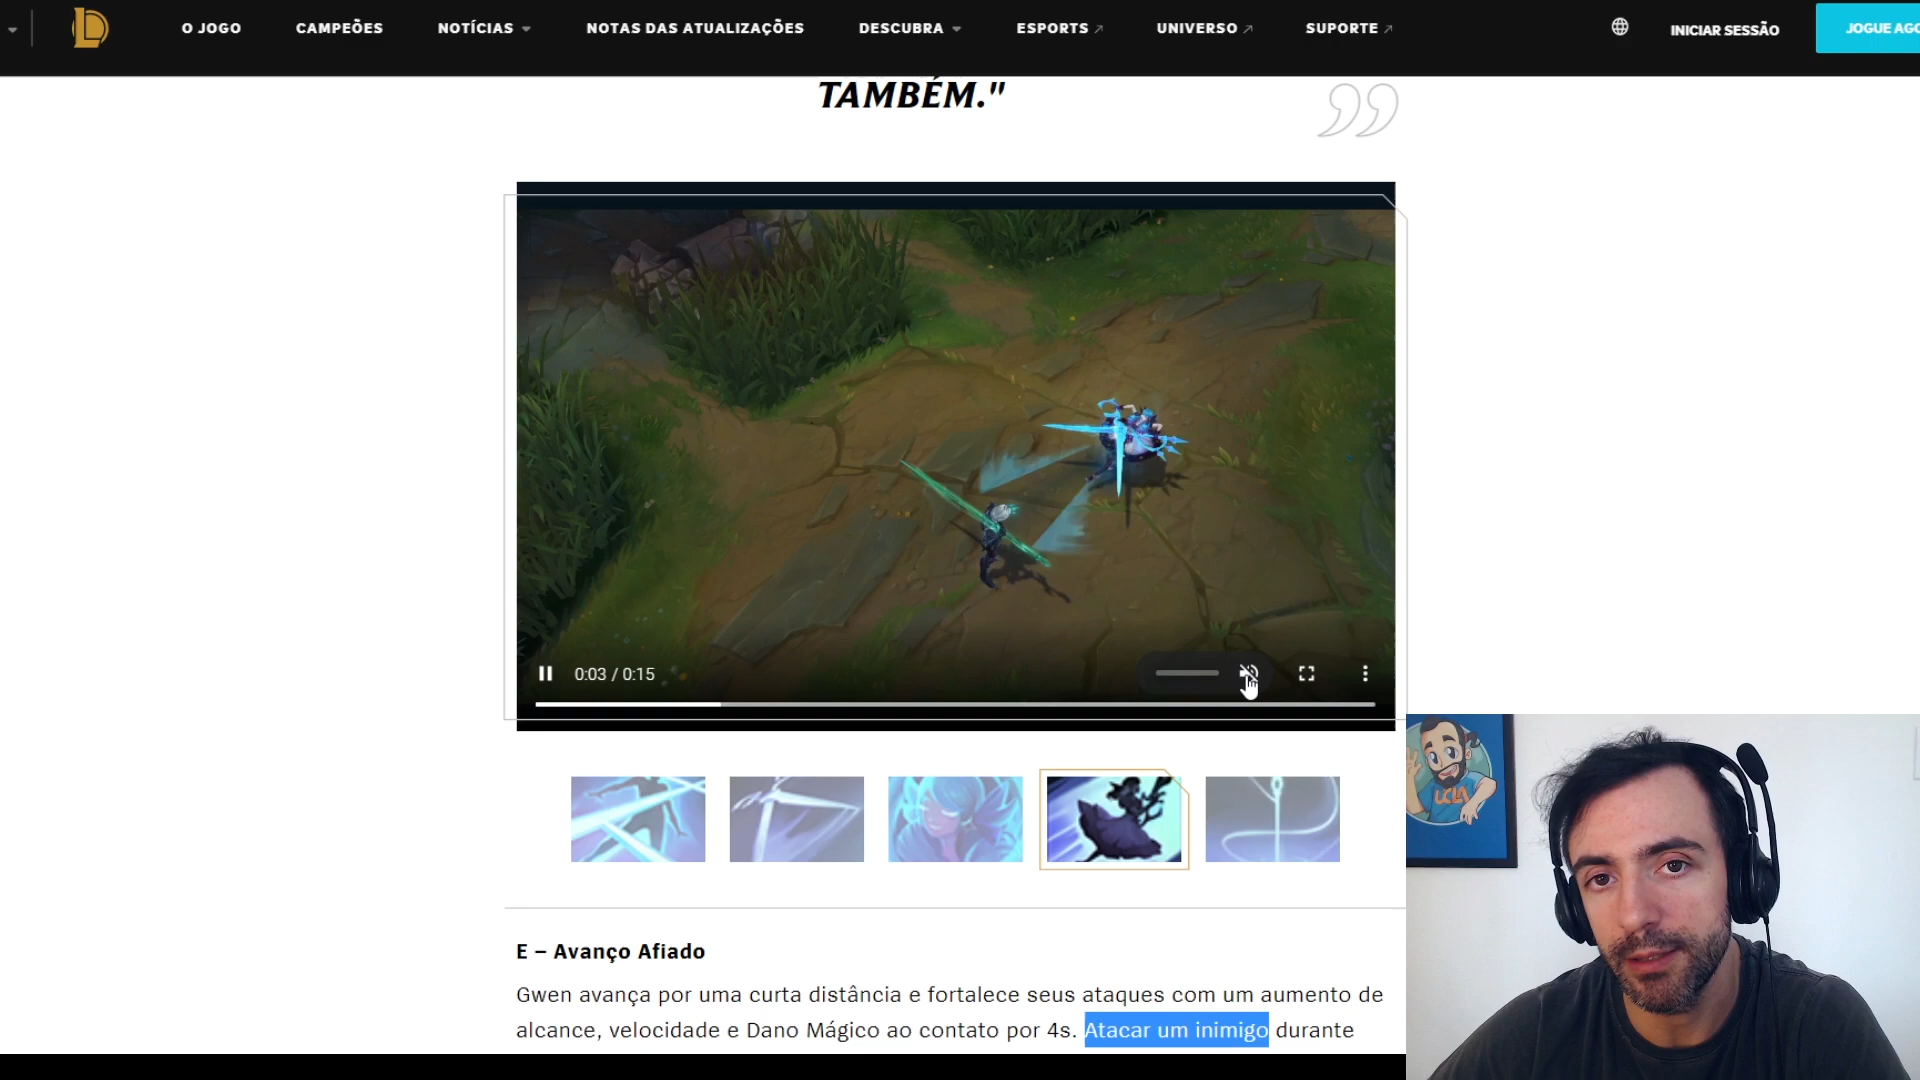 O JOGO CAMPEÕES NOTÍCIAS NOTAS DAS ATUALIZAÇÕES DESCUBRA ESPORTS UNIVERSO SUPORTE INICIAR SESSÃO JOGUE AGO
TAMBÉM."
0:03 / 0:15
UCLA
E – Avanço Afiado
Gwen avança por uma curta distância e fortalece seus ataques com um aumento de
alcance, velocidade e Dano Mágico ao contato por 4s. Atacar um inimigo durante